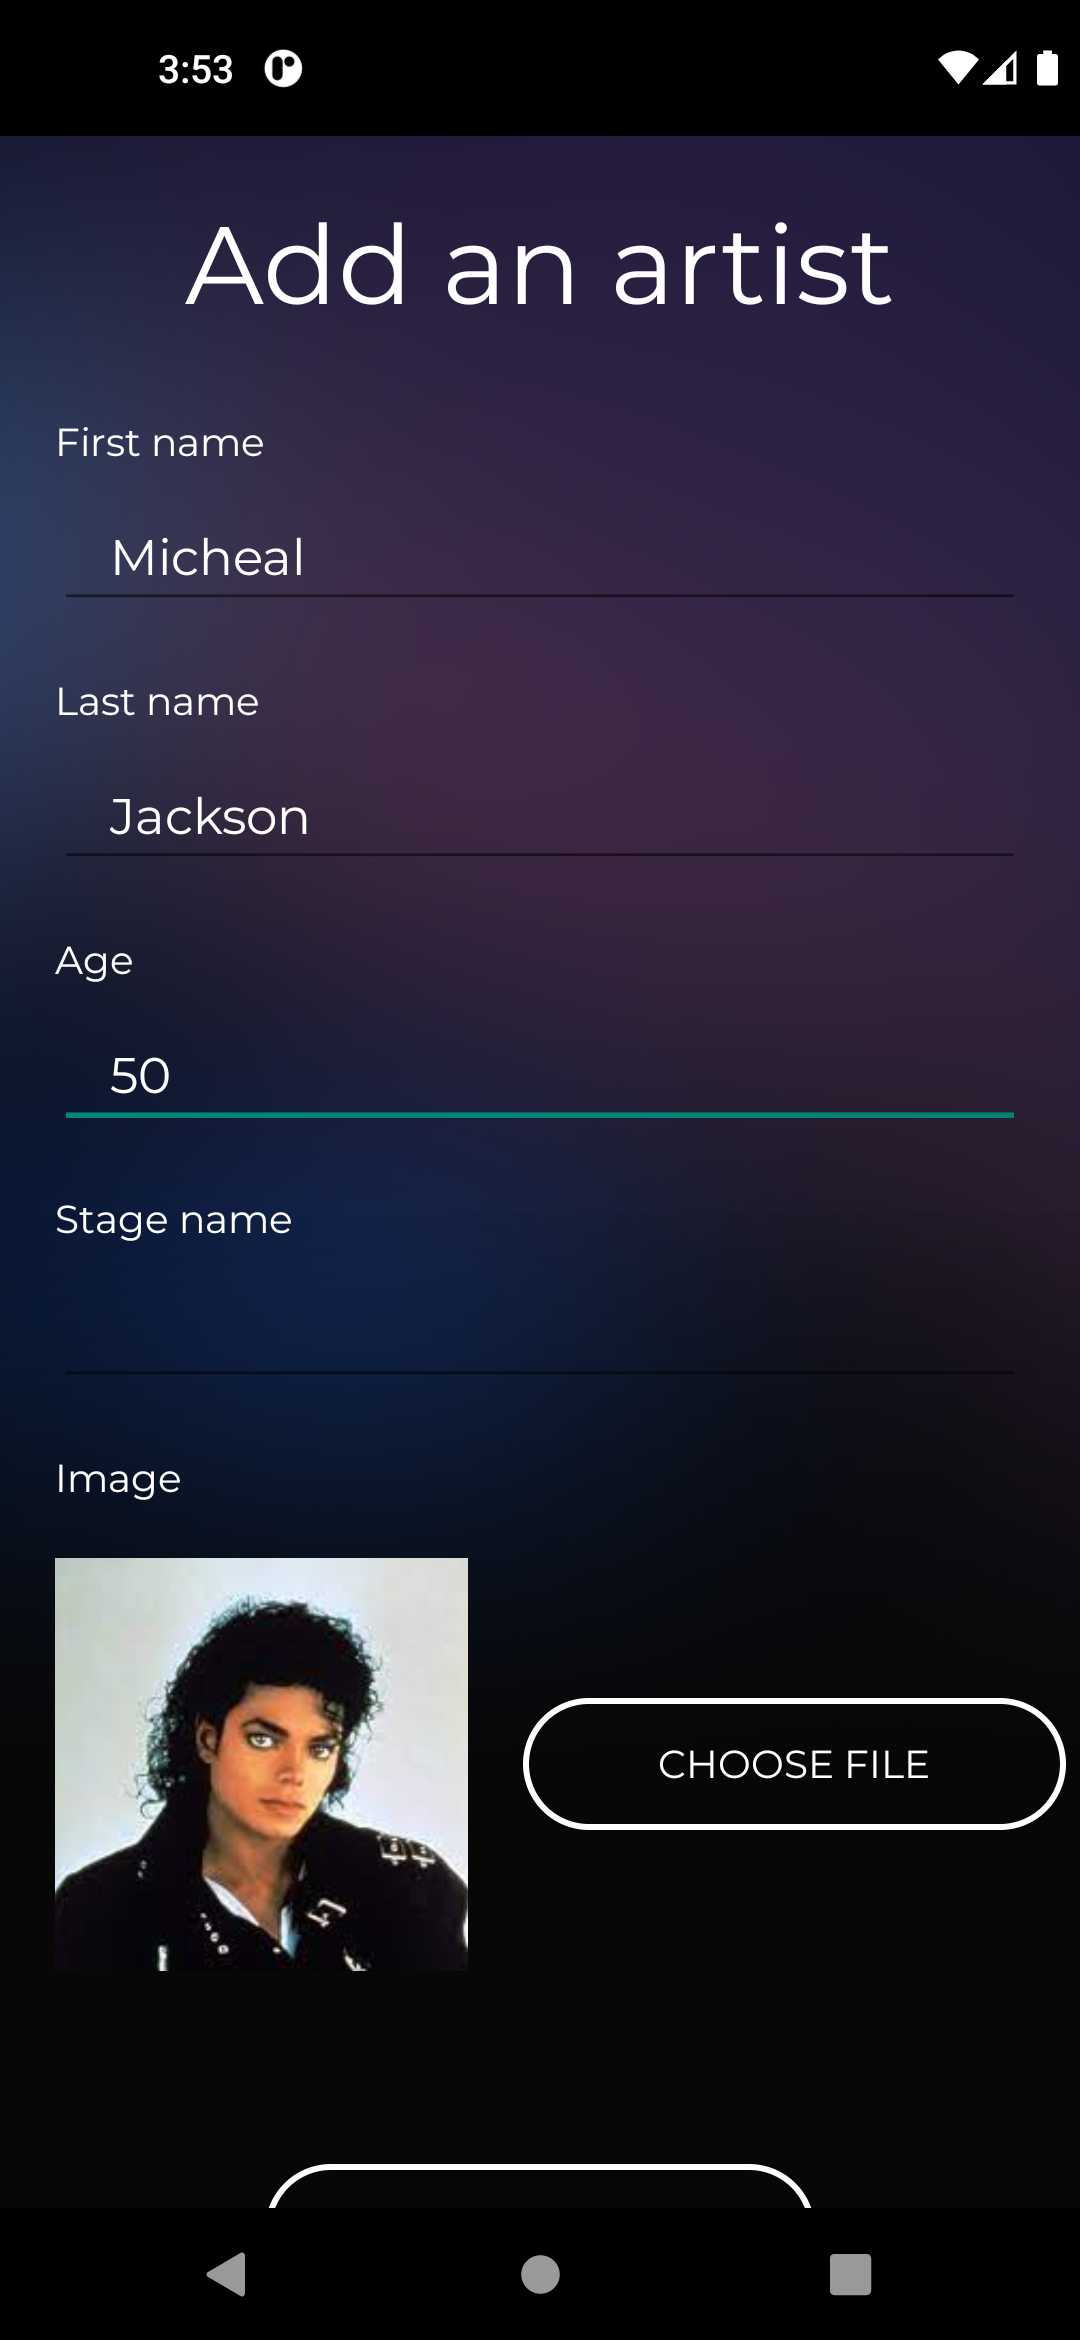 3:53
Add an artist
First name
Micheal
Last name
Jackson
Age
50
Stage name
Image
CHOOSE FILE